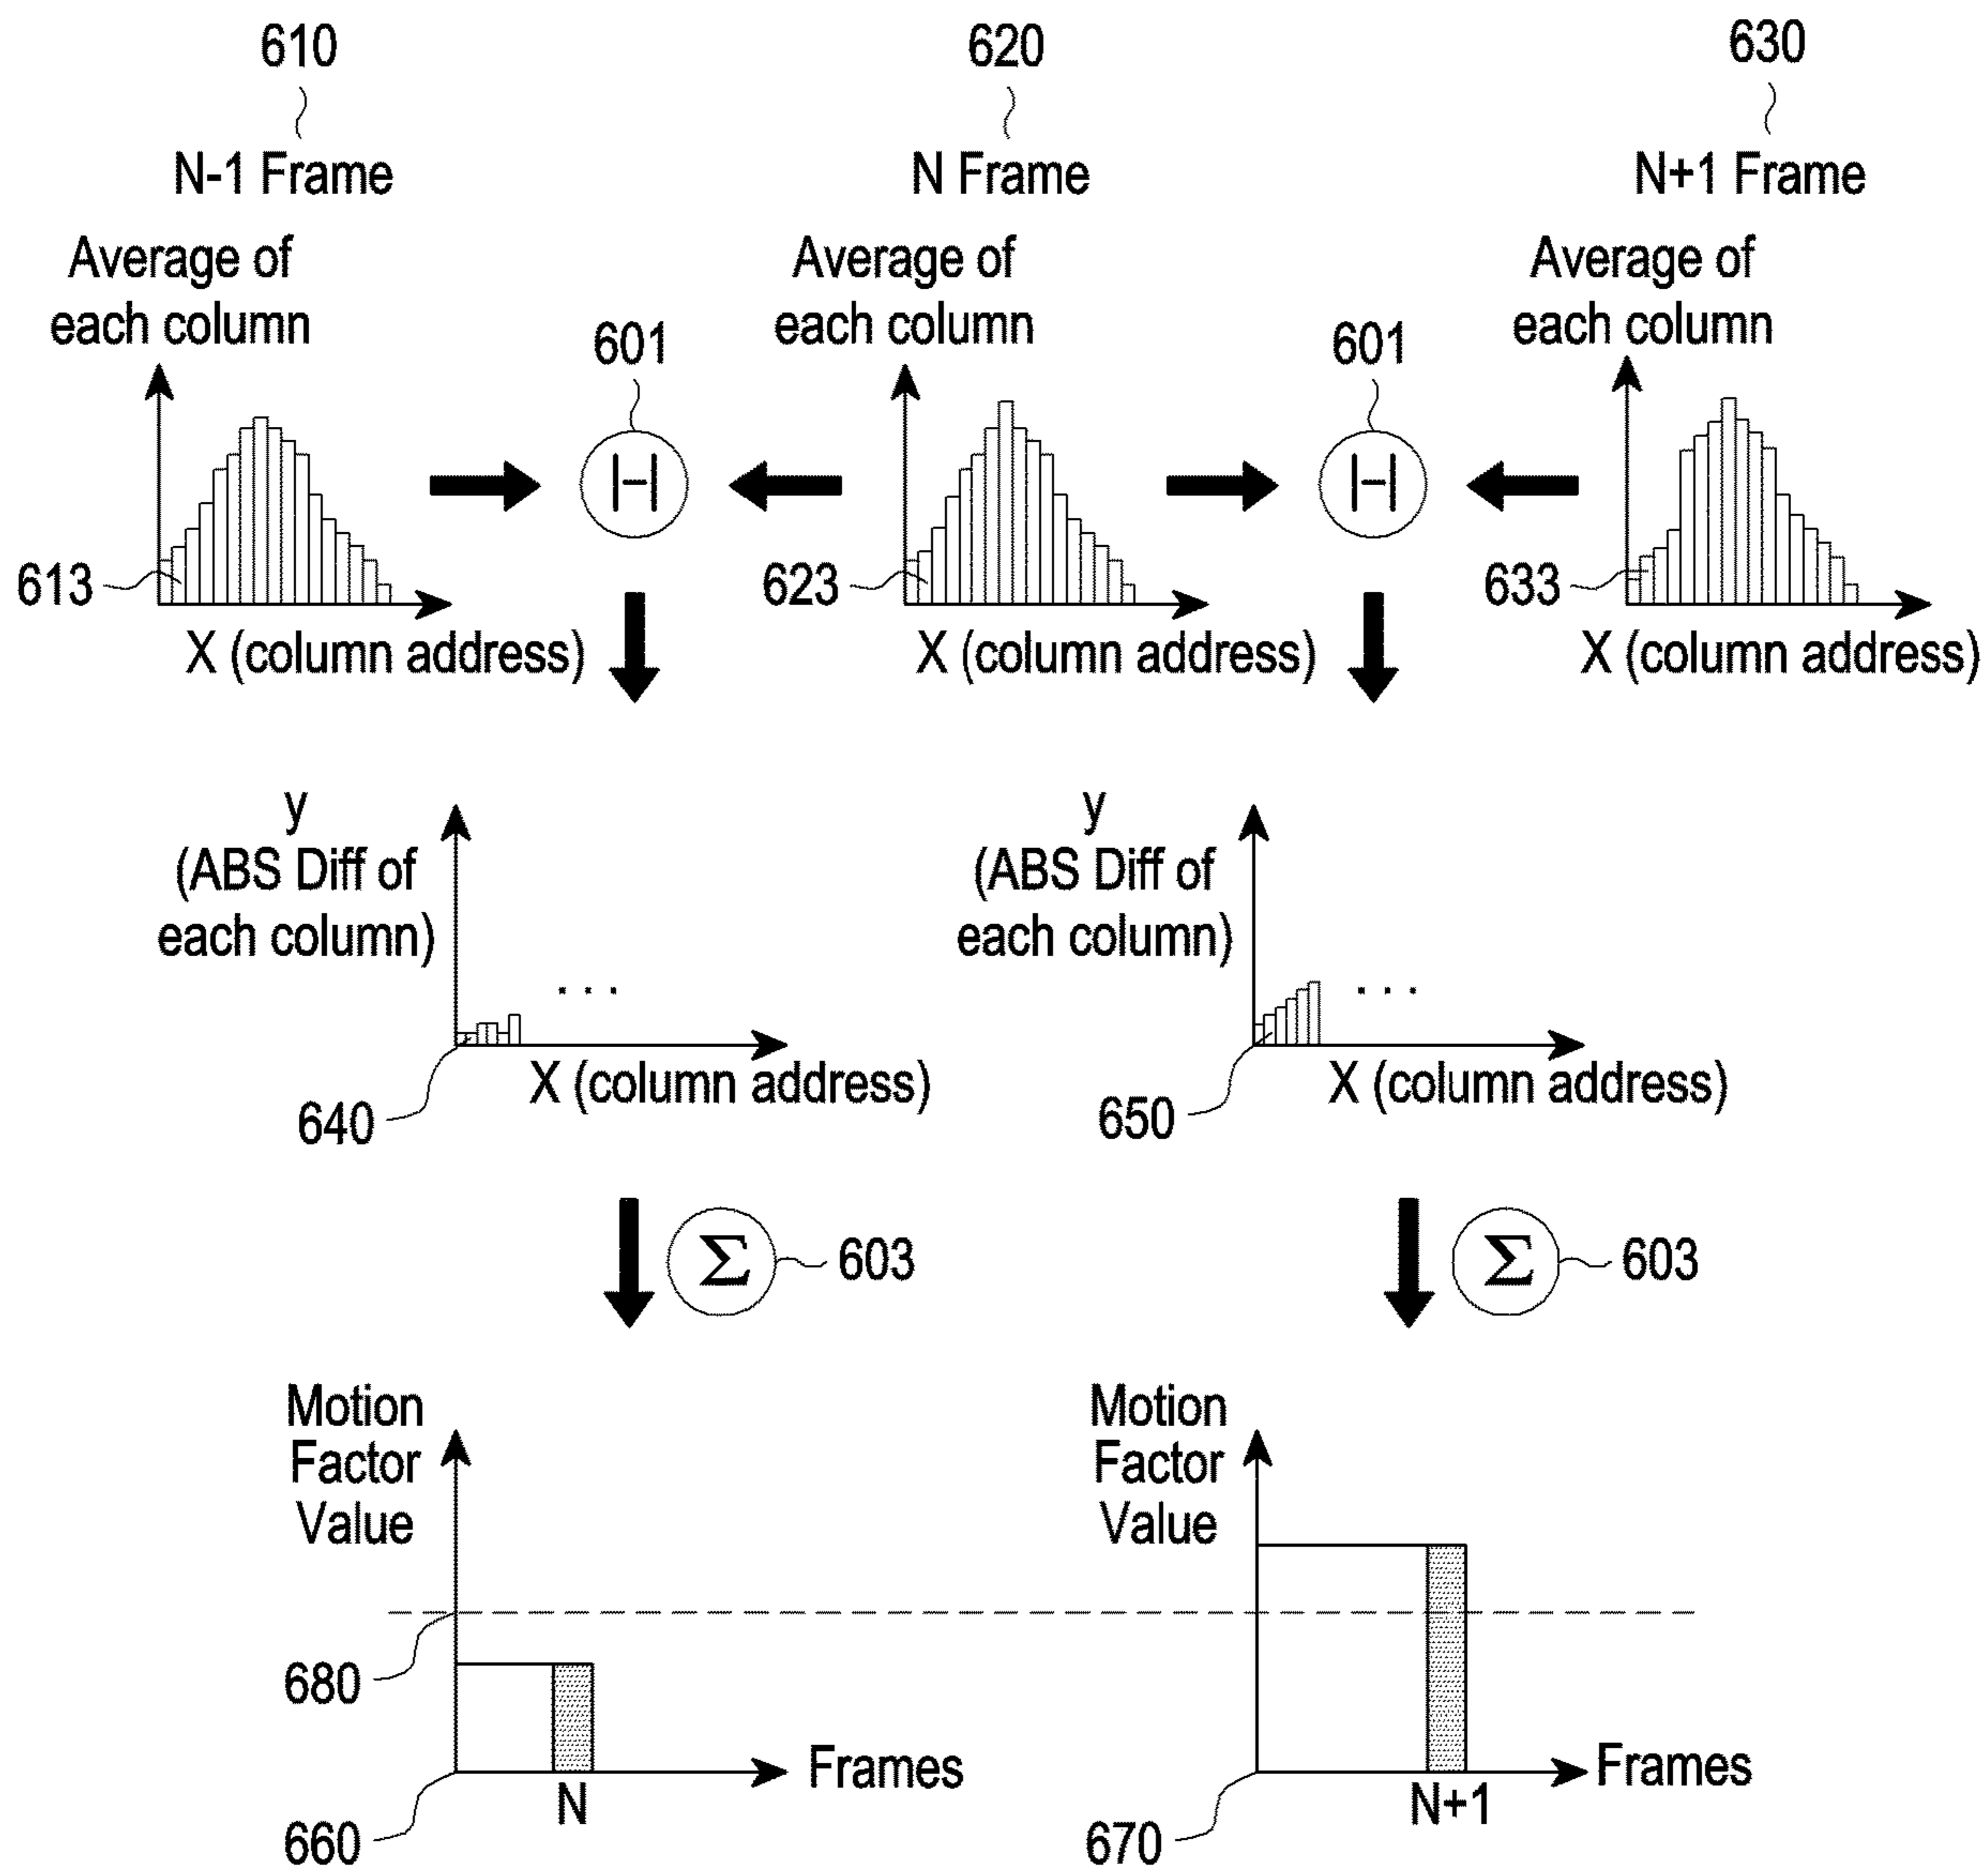 610
620
630
N-1 Frame
N Frame
N+1 Frame
Average of
each column
Average of
each column
Average of
each column
601
601
|-|
|-|
613
623
633
X (column address)
X (column address)
X (column address)
y
(ABS Diff of
each column)
y
(ABS Diff of
each column)
...
...
X (column address)
X (column address)
640
650
Σ
603
Σ
603
Motion
Factor
Value
Motion
Factor
Value
680
Frames
Frames
N
N+1
660
670